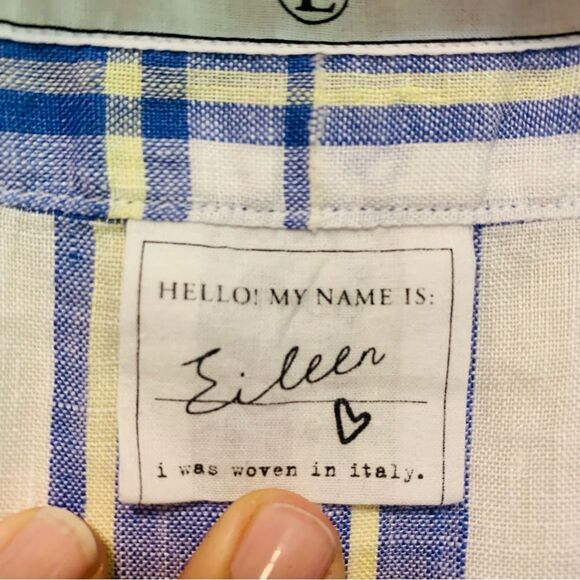 L
HELLO! MY NAME IS:
Eileen
i was woven in italy.